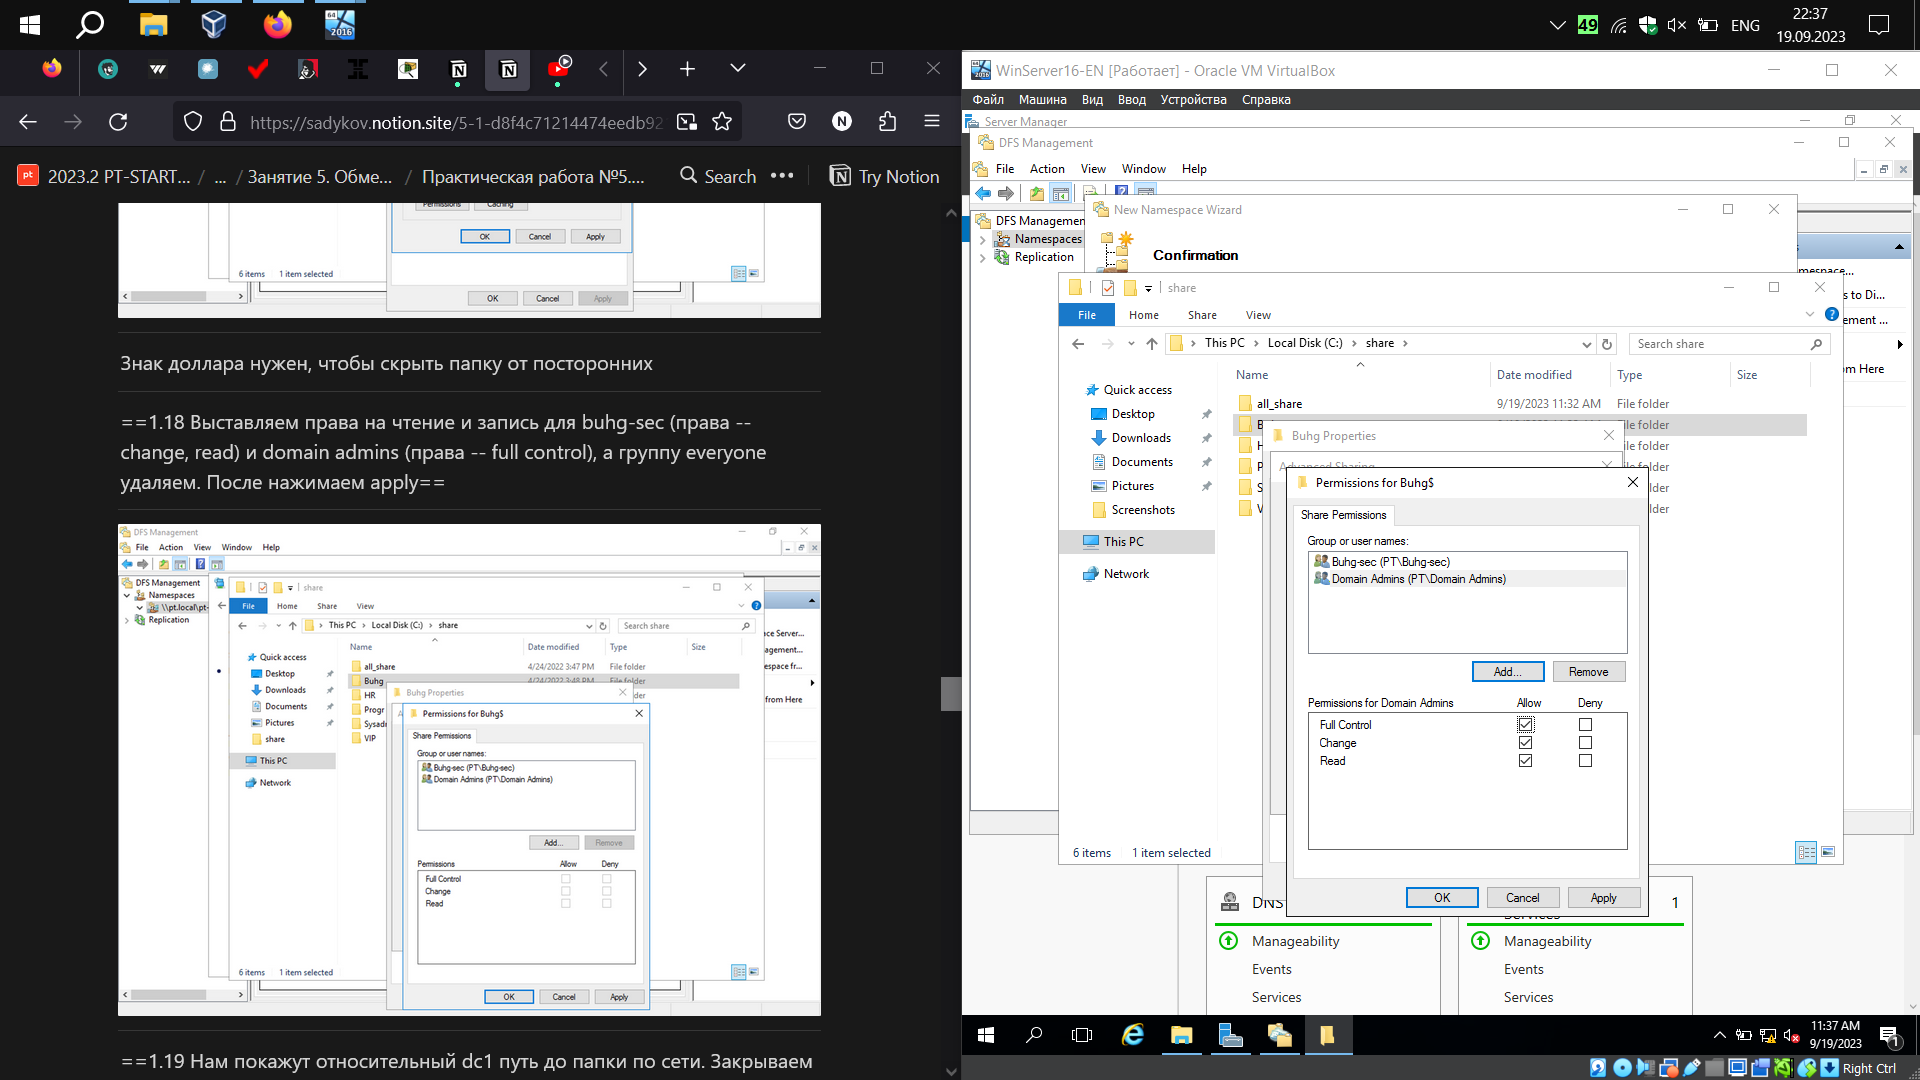 22:37
ENG
19.09.2023
49
2016
https://sadykov.notion.site/5-1-d8f4c71214474eedb92
2023.2 PT-START... / ... / Занятие 5. Обме... / Практическая работа №5....
Search
Try Notion
Permissions
Caching
OK
Cancel
Apply
6 items
1 item selected
OK
Cancel
Apply
Знак доллара нужен, чтобы скрыть папку от посторонних
==1.18 Выставляем права на чтение и запись для buhg-sec (права --
change, read) и domain admins (права -- full control), а группу everyone
удаляем. После нажимаем apply==
DFS Management
File Action View Window Help
DFS Management
Namespaces
\\pt.local\pt-
Replication
share
File Home Share View
This PC > Local Disk (C:) > share
Search share
Name Date modified Type Size
Quick access
Desktop
Downloads
Documents
Pictures
share
This PC
Network
all_share 4/24/2022 3:47 PM File folder
Buhg 4/24/2022 3:48 PM File folder
HR
Progr
Sysad
VIP
Buhg Properties
Permissions for Buhg$
Share Permissions
Group or user names:
Buhg-sec (PT\Buhg-sec)
Domain Admins (PT\Domain Admins)
Add...
Remove
Permissions Allow Deny
Full Control
Change
Read
OK
Cancel
Apply
6 items
1 item selected
ace Server...
agement...
espace fr...
from Here
==1.19 Нам покажут относительный dc1 путь до папки по сети. Закрываем
WinServer16-EN [Работает] - Oracle VM VirtualBox
Файл Машина Вид Ввод Устройства Справка
Server Manager
DFS Management
File Action View Window Help
DFS Management
Namespaces
Replication
New Namespace Wizard
Confirmation
mespace...
s to Di...
ement ...
om Here
share
File Home Share View
This PC > Local Disk (C:) > share >
Search share
Name Date modified Type Size
Quick access
Desktop
Downloads
Documents
Pictures
Screenshots
This PC
Network
all_share 9/19/2023 11:32 AM File folder
File folder
Buhg Properties
Advanced Sharing
Permissions for Buhg$
Share Permissions
Group or user names:
Buhg-sec (PT\Buhg-sec)
Domain Admins (PT\Domain Admins)
Add...
Remove
Permissions for Domain Admins Allow Deny
Full Control
Change
Read
OK
Cancel
Apply
6 items
1 item selected
DNS
Services
1
Manageability
Events
Services
Manageability
Events
Services
11:37 AM
9/19/2023
1
Right Ctrl